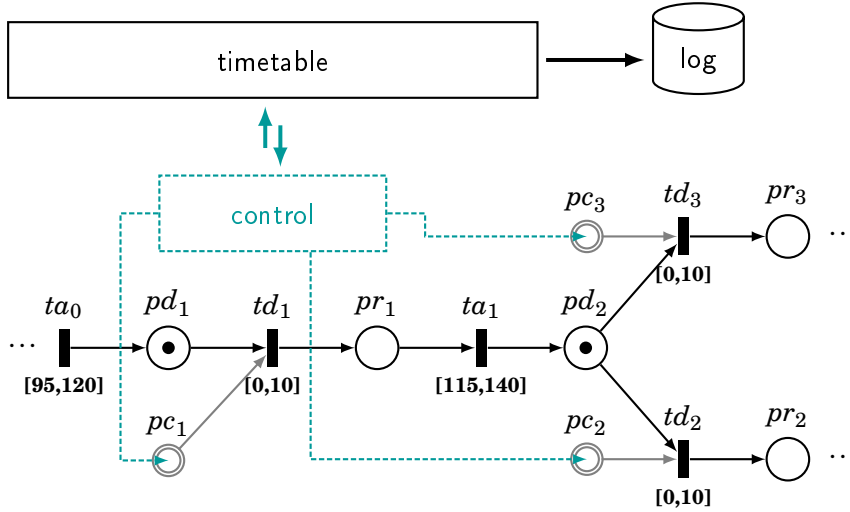 timetable
log
control
pc₃
td₃
pr₃
[0,10]
...
ta₀
pd₁
td₁
pr₁
ta₁
pd₂
...
[95,120]
[0,10]
[115,140]
pc₁
pc₂
td₂
pr₂
...
[0,10]